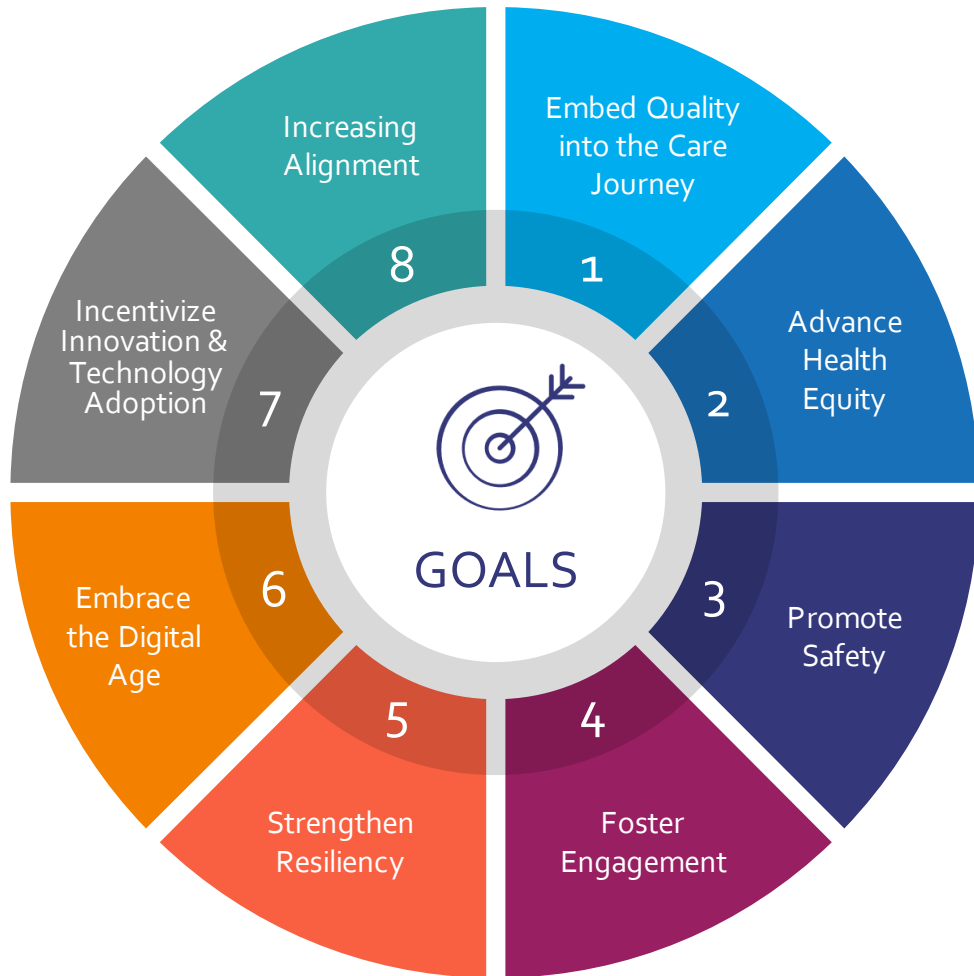 Embed Quality
into the Care
Journey
1
Advance
Health
Equity
2
Promote
Safety
3
Foster
Engagement
4
Strengthen
Resiliency
5
Embrace
the Digital
Age
6
Incentivize
Innovation &
Technology
Adoption
7
Increasing
Alignment
8
GOALS